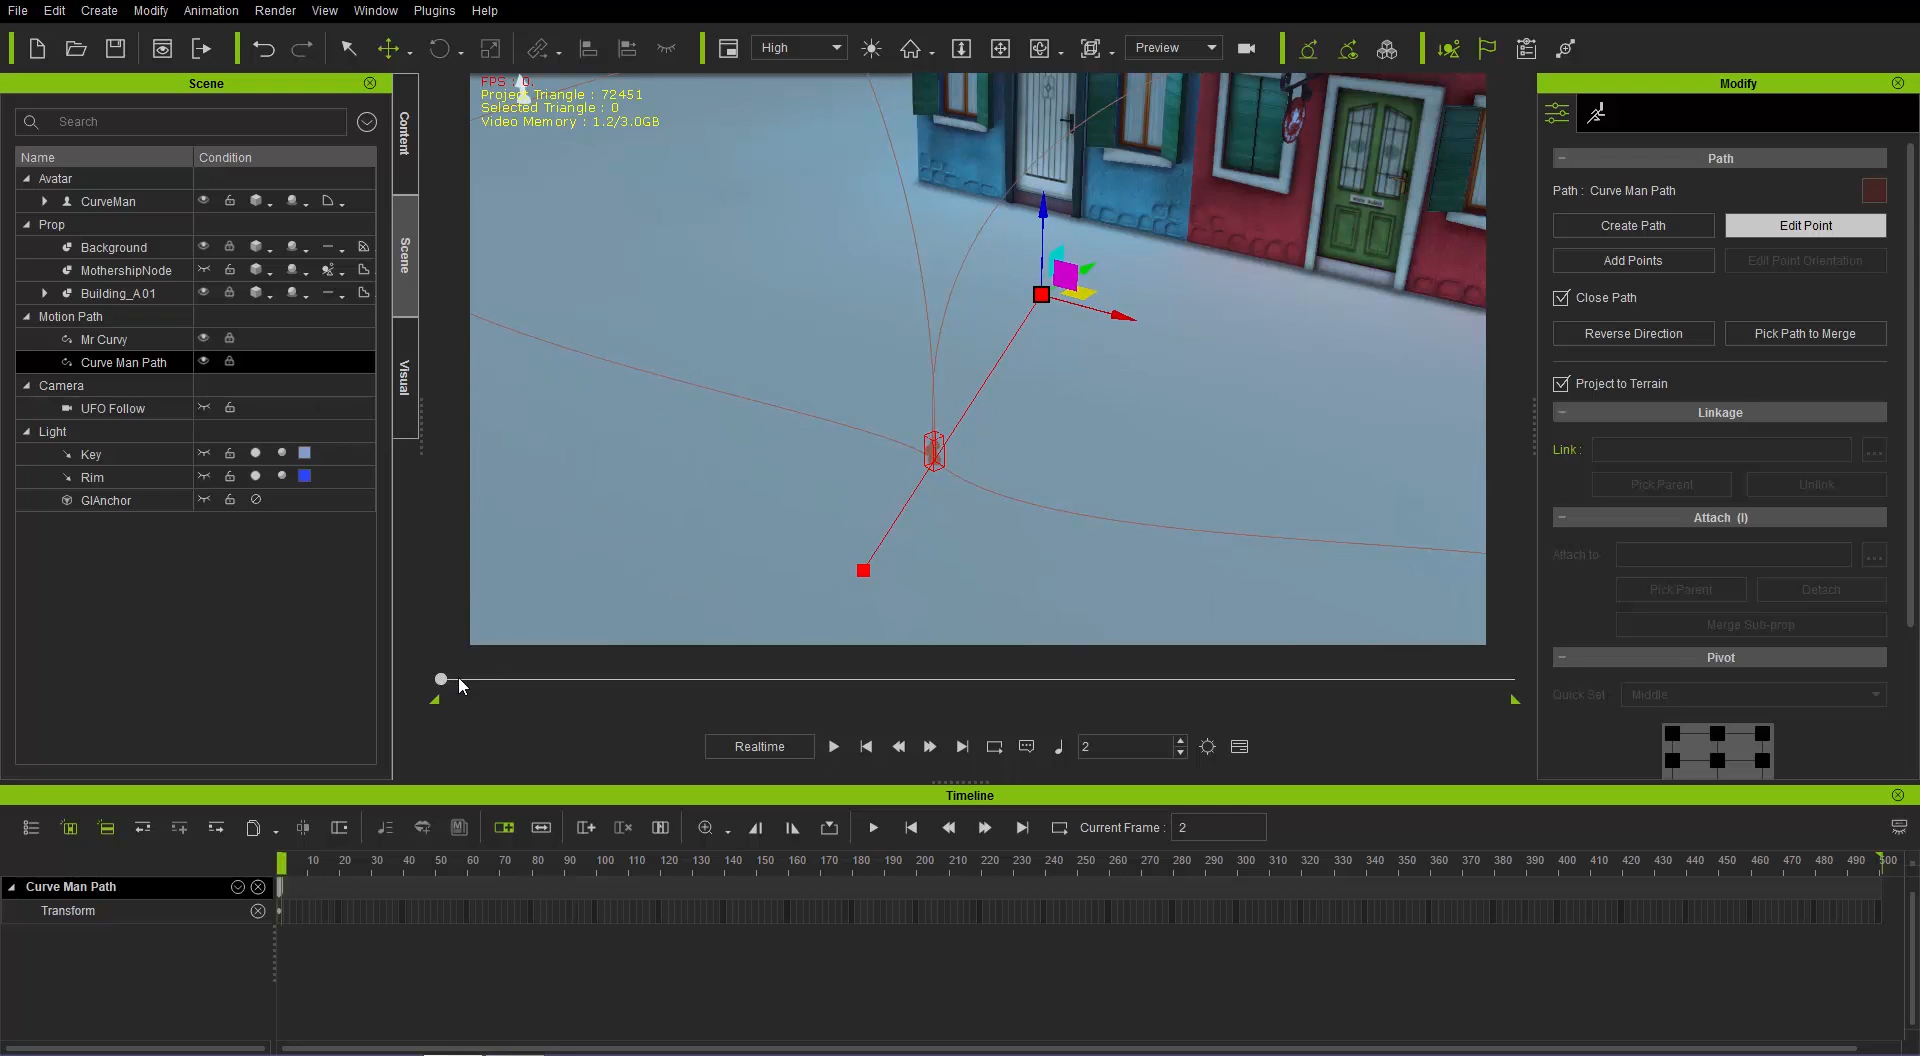 File Edit Create Modify Animation Render View Window Plugins Help
High
Preview
Scene
Search
Name Condition
Avatar
CurveMan
Prop
Background
MothershipNode
Building_A01
Motion Path
Mr Curvy
Curve Man Path
Camera
UFO Follow
Light
Key
Rim
GIAnchor
Content
Scene
Visual
FPS : 0
Project Triangle : 72451
Selected Triangle : 0
Video Memory : 1.2/3.0GB
Modify
Path
Path : Curve Man Path
Create Path Edit Point
Add Points Edit Point Orientation
Close Path
Reverse Direction Pick Path to Merge
Project to Terrain
Linkage
Link :
Pick Parent Unlink
Attach (I)
Attach to
Pick Parent Detach
Merge Sub-prop
Pivot
Quick Set : Middle
Realtime
2
Timeline
Current Frame : 2
10 20 30 40 50 60 70 80 90 100 110 120 130 140 150 160 170 180 190 200 210 220 230 240 250 260 270 280 290 300 310 320 330 340 350 360 370 380 390 400 410 420 430 440 450 460 470 480 490 500
Curve Man Path
Transform